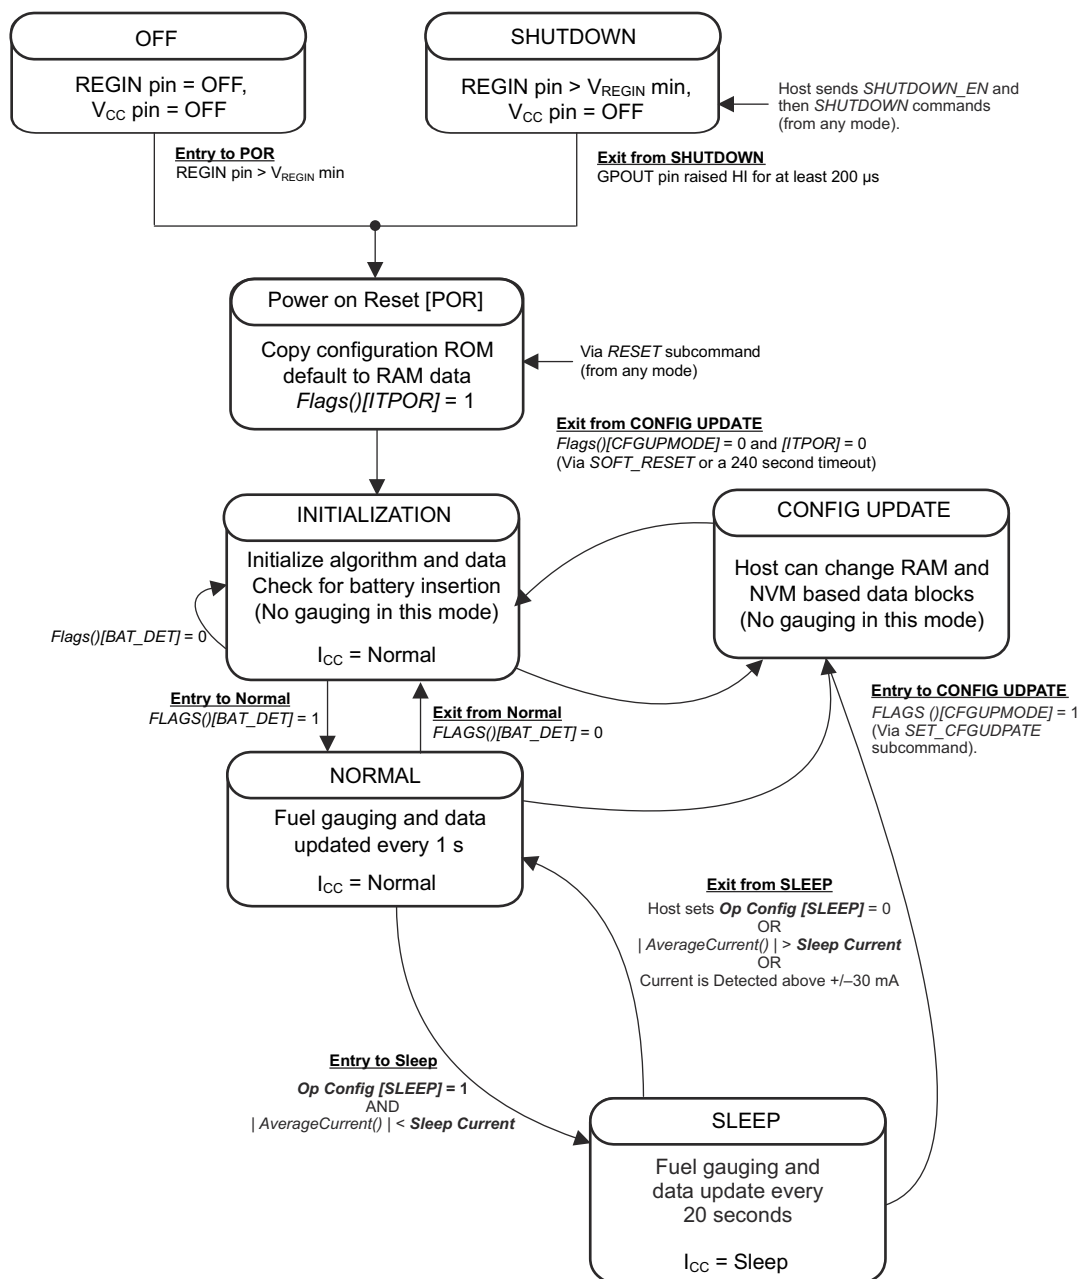 OFF
REGIN pin = OFF,
VCC pin = OFF
SHUTDOWN
REGIN pin > VREGIN min,
VCC pin = OFF
Host sends SHUTDOWN_EN and
then SHUTDOWN commands
(from any mode).
Entry to POR
REGIN pin > VREGIN min
Exit from SHUTDOWN
GPOUT pin raised HI for at least 200 µs
Power on Reset [POR]
Copy configuration ROM
default to RAM data
Flags()[ITPOR] = 1
Via RESET subcommand
(from any mode)
Exit from CONFIG UPDATE
Flags()[CFGUPMODE] = 0 and [ITPOR] = 0
(Via SOFT_RESET or a 240 second timeout)
INITIALIZATION
Initialize algorithm and data
Check for battery insertion
(No gauging in this mode)
ICC = Normal
Flags()[BAT_DET] = 0
CONFIG UPDATE
Host can change RAM and
NVM based data blocks
(No gauging in this mode)
Entry to Normal
FLAGS()[BAT_DET] = 1
Exit from Normal
FLAGS()[BAT_DET] = 0
Entry to CONFIG UDPATE
FLAGS ()[CFGUPMODE] = 1
(Via SET_CFGUDPATE
subcommand).
NORMAL
Fuel gauging and data
updated every 1 s
ICC = Normal
Exit from SLEEP
Host sets Op Config [SLEEP] = 0
OR
| AverageCurrent() | > Sleep Current
OR
Current is Detected above +/–30 mA
Entry to Sleep
Op Config [SLEEP] = 1
AND
| AverageCurrent() | < Sleep Current
SLEEP
Fuel gauging and
data update every
20 seconds
ICC = Sleep